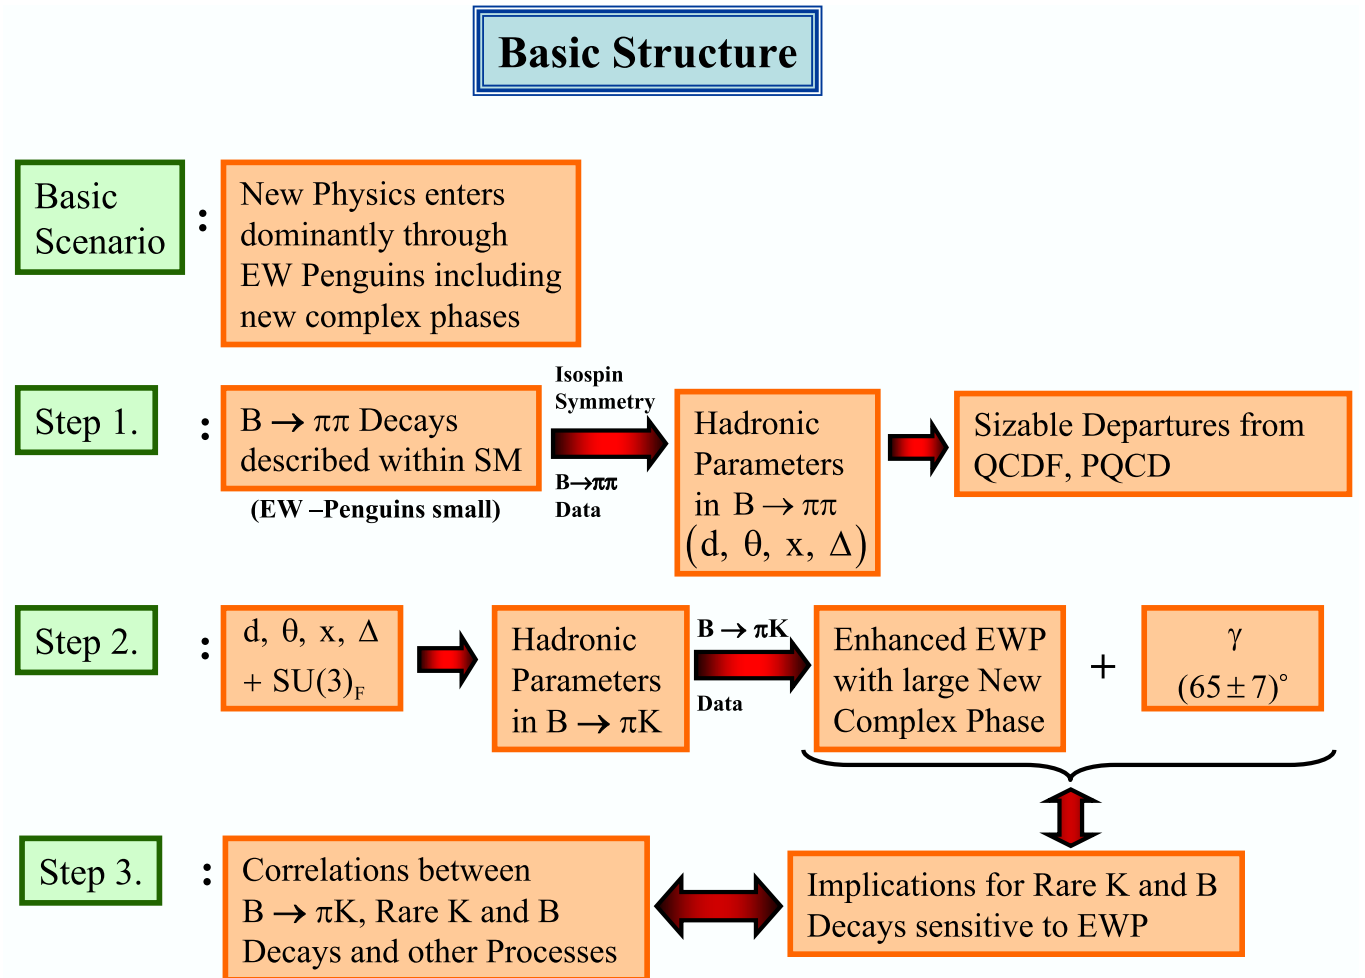 Basic Structure
Basic
Scenario
:
New Physics enters
dominantly through
EW Penguins including
new complex phases
Step 1.
:
B → ππ Decays
described within SM
(EW –Penguins small)
Isospin
Symmetry
B→ππ
Data
Hadronic
Parameters
in B → ππ
(d, θ, x, Δ)
Sizable Departures from
QCDF, PQCD
Step 2.
:
d, θ, x, Δ
+ SU(3)F
Hadronic
Parameters
in B → πK
B → πK
Data
Enhanced EWP
with large New
Complex Phase
+
γ
(65 ± 7)°
Step 3.
:
Correlations between
B → πK, Rare K and B
Decays and other Processes
Implications for Rare K and B
Decays sensitive to EWP